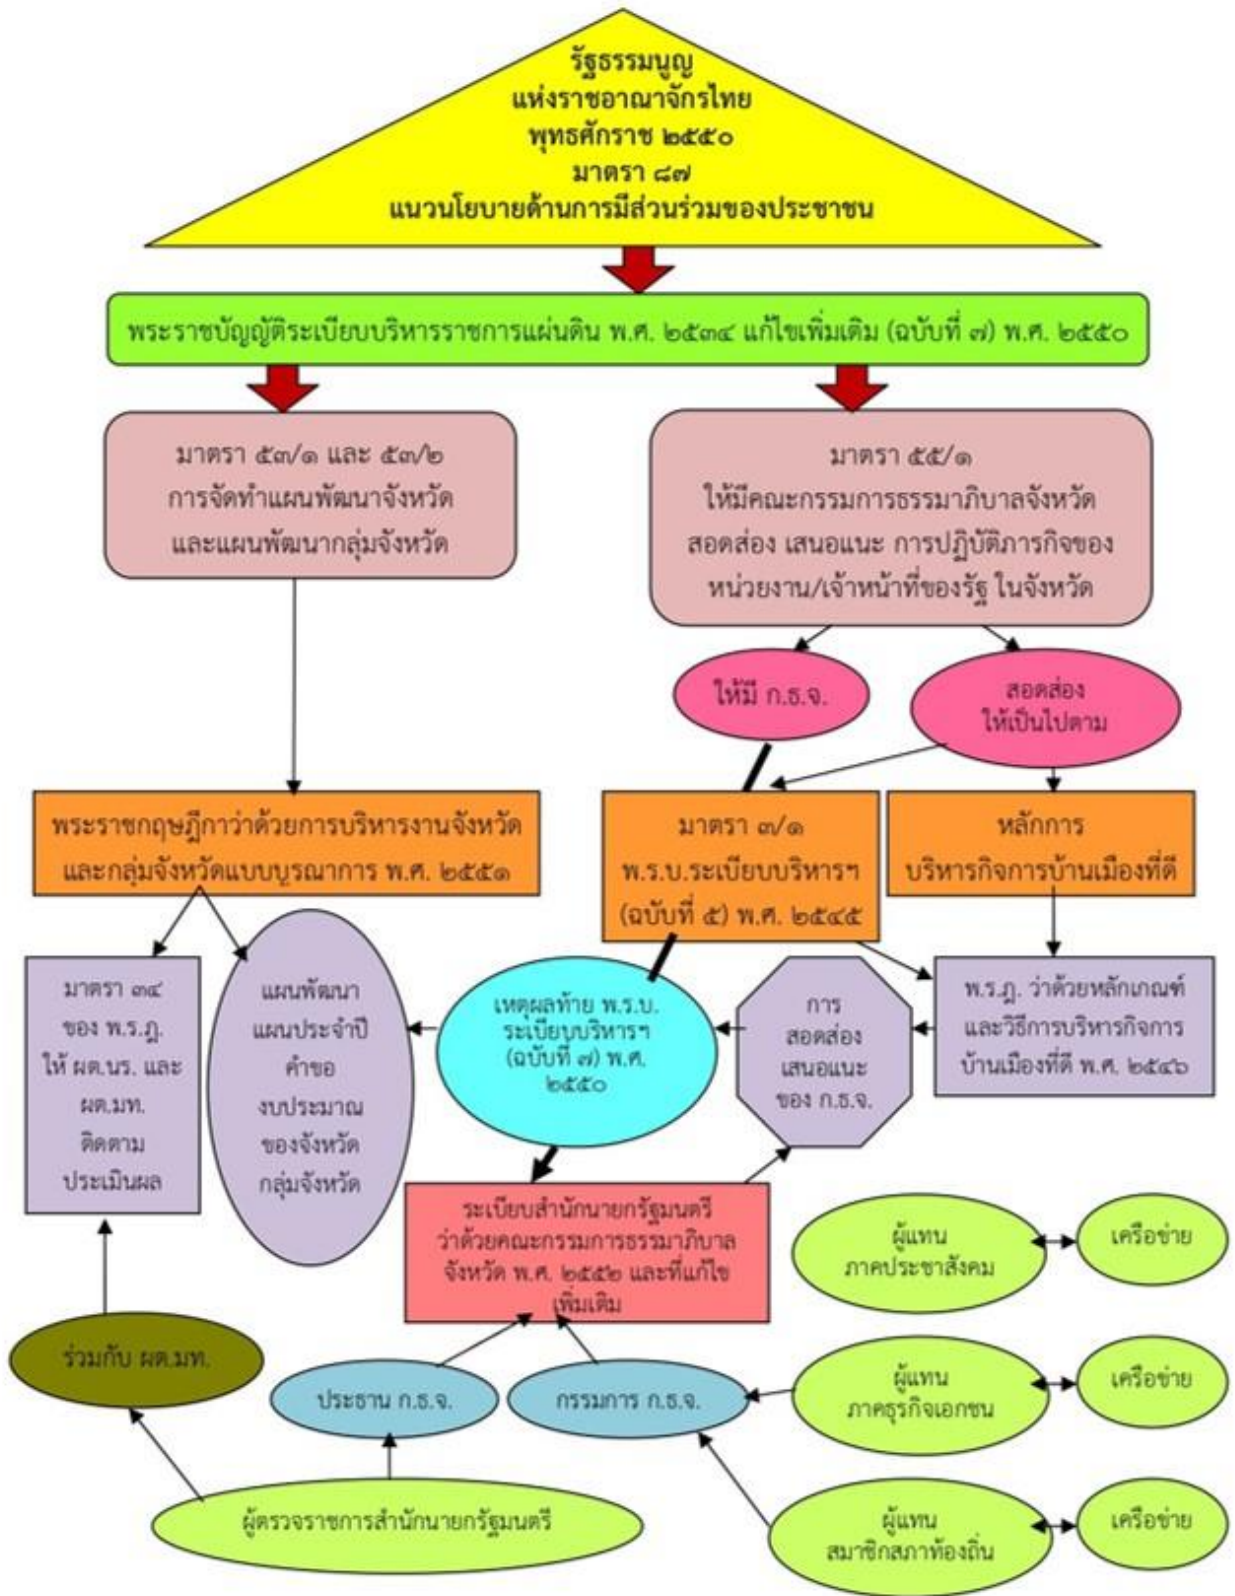 รัฐธรรมนูญ
แห่งราชอาณาจักรไทย
พุทธศักราช ๒๕๕๐
มาตรา ๘๗
แนวนโยบายด้านการมีส่วนร่วมของประชาชน
พระราชบัญญัติระเบียบบริหารราชการแผ่นดิน พ.ศ. ๒๕๓๔ แก้ไขเพิ่มเติม (ฉบับที่ ๗) พ.ศ. ๒๕๕๐
มาตรา ๕๓/๑ และ ๕๓/๒
การจัดทำแผนพัฒนาจังหวัด
และแผนพัฒนากลุ่มจังหวัด
มาตรา ๕๕/๑
ให้มีคณะกรรมการธรรมาภิบาลจังหวัด
สอดส่อง เสนอแนะ การปฏิบัติภารกิจของ
หน่วยงาน/เจ้าหน้าที่ของรัฐ ในจังหวัด
ให้มี ก.ธ.จ.
สอดส่อง
ให้เป็นไปตาม
พระราชกฤษฎีกาว่าด้วยการบริหารงานจังหวัด
และกลุ่มจังหวัดแบบบูรณาการ พ.ศ. ๒๕๕๑
มาตรา ๓/๑
พ.ร.บ.ระเบียบบริหารฯ
(ฉบับที่ ๕) พ.ศ. ๒๕๔๕
หลักการ
บริหารกิจการบ้านเมืองที่ดี
มาตรา ๓๔
ของ พ.ร.ฎ.
ให้ ผต.นร. และ
ผต.มท.
ติดตาม
ประเมินผล
แผนพัฒนา
แผนประจำปี
คำขอ
งบประมาณ
ของจังหวัด
กลุ่มจังหวัด
เหตุผลท้าย พ.ร.บ.
ระเบียบบริหารฯ
(ฉบับที่ ๗) พ.ศ.
๒๕๕๐
การ
สอดส่อง
เสนอแนะ
ของ ก.ธ.จ.
พ.ร.ฎ. ว่าด้วยหลักเกณฑ์
และวิธีการบริหารกิจการ
บ้านเมืองที่ดี พ.ศ. ๒๕๔๖
ระเบียบสำนักนายกรัฐมนตรี
ว่าด้วยคณะกรรมการธรรมาภิบาล
จังหวัด พ.ศ. ๒๕๕๒ และที่แก้ไข
เพิ่มเติม
ผู้แทน
ภาคประชาสังคม
เครือข่าย
ร่วมกับ ผต.มท.
ประธาน ก.ธ.จ.
กรรมการ ก.ธ.จ.
ผู้แทน
ภาคธุรกิจเอกชน
เครือข่าย
ผู้ตรวจราชการสำนักนายกรัฐมนตรี
ผู้แทน
สมาชิกสภาท้องถิ่น
เครือข่าย